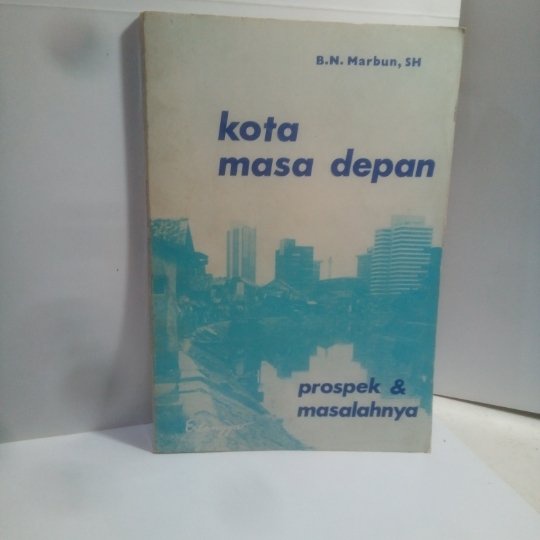 B.N. Marbun, SH
kota
masa depan
prospek &
masalahnya